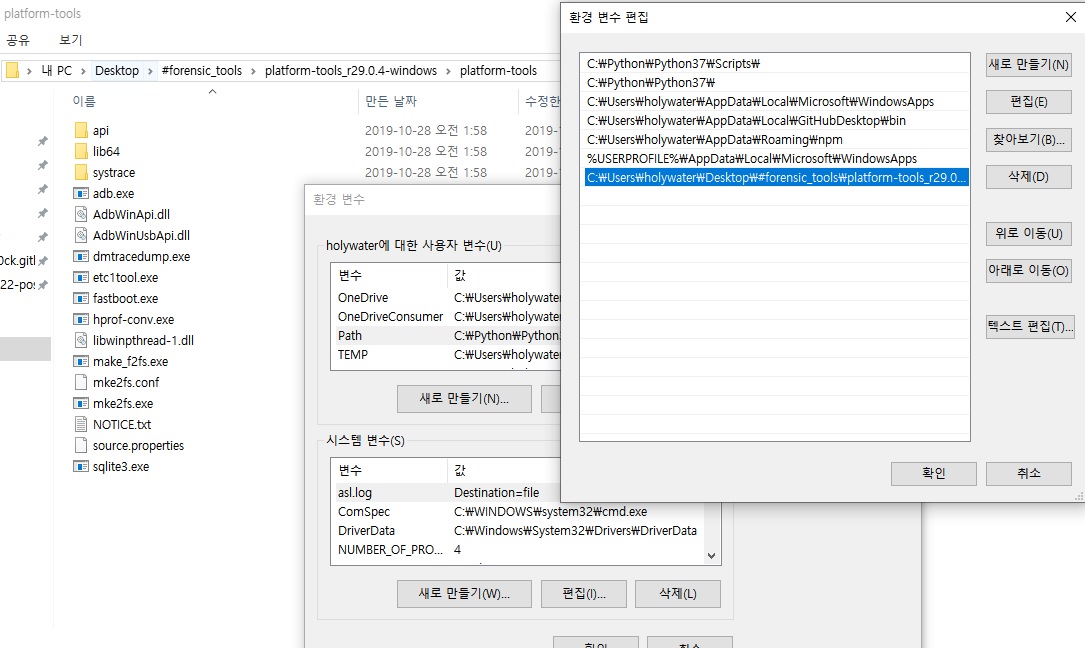 platform-tools
공유 보기
내 PC > Desktop > #forensic_tools > platform-tools_r29.0.4-windows > platform-tools
이름 만든 날짜 수정한
api 2019-10-28 오전 1:58
lib64 2019-10-28 오전 1:58
systrace 2019-10-28 오전 1:58
adb.exe
AdbWinApi.dll
AdbWinUsbApi.dll
dmtracedump.exe
etc1tool.exe
fastboot.exe
hprof-conv.exe
libwinpthread-1.dll
make_f2fs.exe
mke2fs.conf
mke2fs.exe
NOTICE.txt
source.properties
sqlite3.exe
환경 변수
holywater에 대한 사용자 변수(U)
변수 값
OneDrive C:₩Users₩holywater
OneDriveConsumer C:₩Users₩holywater
Path C:₩Python₩Python
TEMP C:₩Users₩holywater
새로 만들기(N)...
시스템 변수(S)
변수 값
asl.log Destination=file
ComSpec C:₩WINDOWS₩system32₩cmd.exe
DriverData C:₩Windows₩System32₩Drivers₩DriverData
NUMBER_OF_PRO... 4
새로 만들기(W)... 편집(I)... 삭제(L)
확인 취소
환경 변수 편집
C:₩Python₩Python37₩Scripts₩
C:₩Python₩Python37₩
C:₩Users₩holywater₩AppData₩Local₩Microsoft₩WindowsApps
C:₩Users₩holywater₩AppData₩Local₩GitHubDesktop₩bin
C:₩Users₩holywater₩AppData₩Roaming₩npm
%USERPROFILE%₩AppData₩Local₩Microsoft₩WindowsApps
C:₩Users₩holywater₩Desktop₩#forensic_tools₩platform-tools_r29.0...
새로 만들기(N)
편집(E)
찾아보기(B)...
삭제(D)
위로 이동(U)
아래로 이동(O)
텍스트 편집(T)...
확인 취소